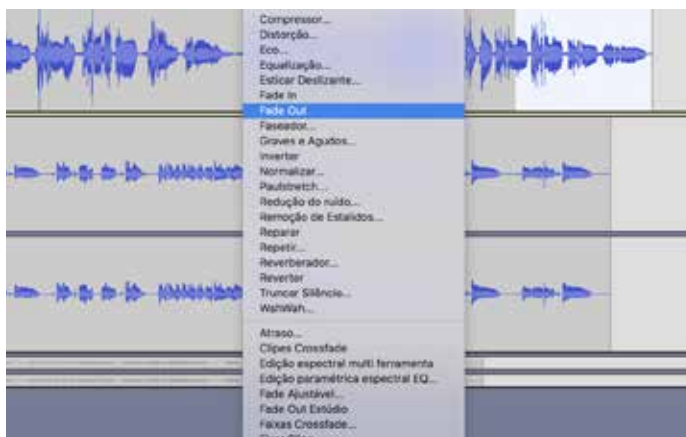 Compressor...
Distorção...
Eco...
Equalização...
Esticar Deslizante...
Fade In
Fade Out
Faseador...
Graves e Agudos...
Inverter
Normalizar...
Paulstretch...
Redução do ruído...
Remoção de Estalidos...
Reparar
Repetir...
Reverberador...
Reverter
Truncar Silêncio...
WahWah...
Atraso...
Clipes Crossfade
Edição espectral multi ferramenta
Edição paramétrica espectral EQ...
Fade Ajustável...
Fade Out Estúdio
Faixas Crossfade...